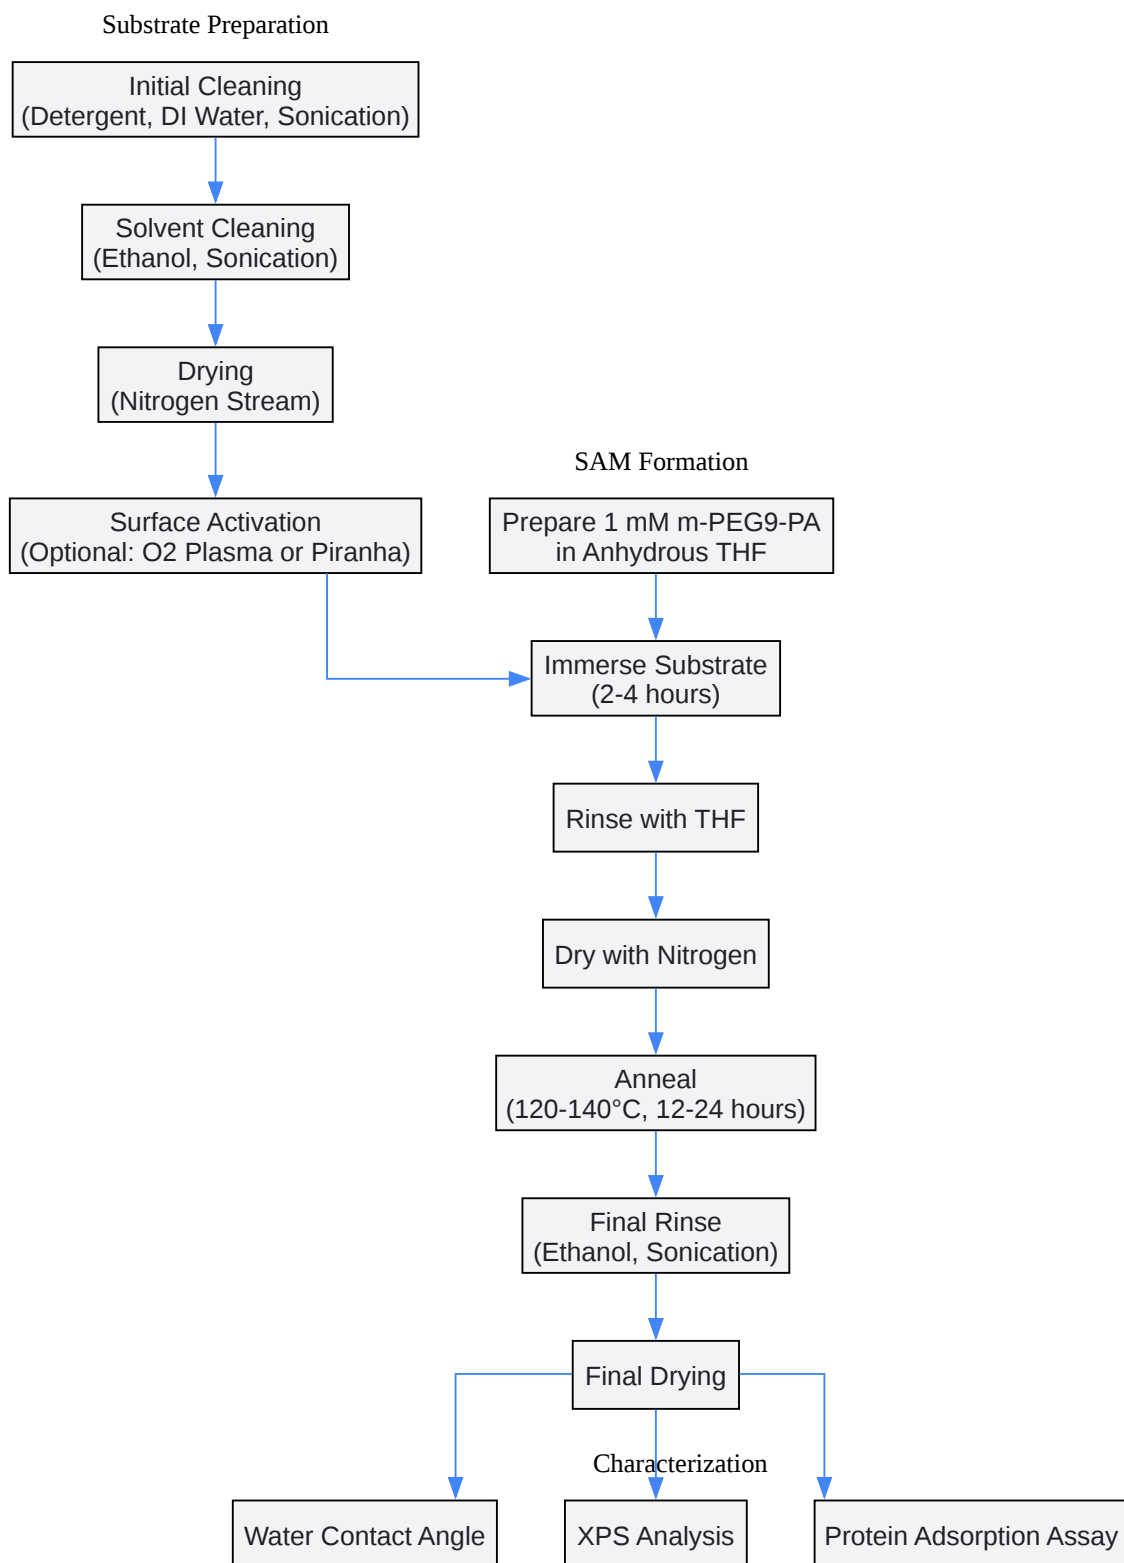 Substrate Preparation
Initial Cleaning
(Detergent, DI Water, Sonication)
Solvent Cleaning
(Ethanol, Sonication)
Drying
(Nitrogen Stream)
Surface Activation
(Optional: O2 Plasma or Piranha)
SAM Formation
Prepare 1 mM m-PEG9-PA
in Anhydrous THF
Immerse Substrate
(2-4 hours)
Rinse with THF
Dry with Nitrogen
Anneal
(120-140°C, 12-24 hours)
Final Rinse
(Ethanol, Sonication)
Final Drying
Characterization
Water Contact Angle
XPS Analysis
Protein Adsorption Assay